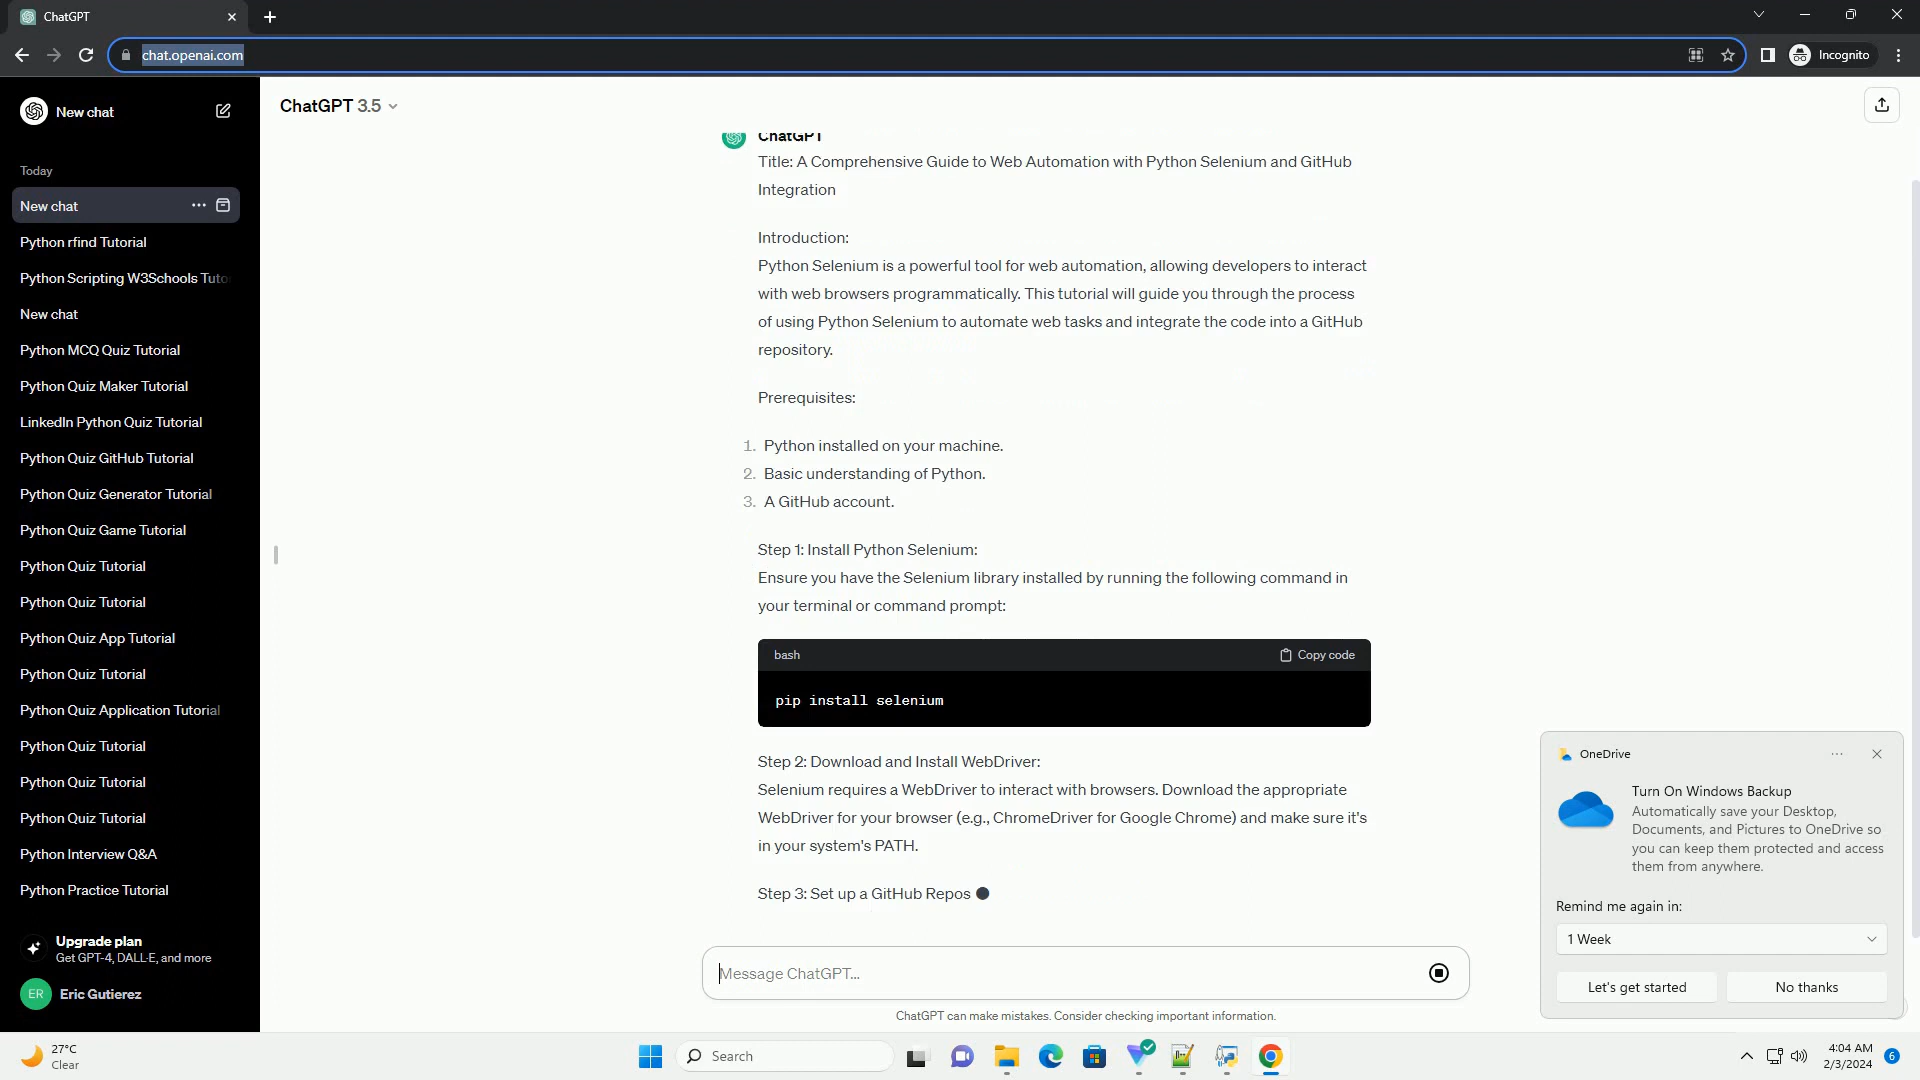 ChatGPT
chat.openai.com
Incognito
New chat
Today
New chat
Python rfind Tutorial
Python Scripting W3Schools Tuto
New chat
Python MCQ Quiz Tutorial
Python Quiz Maker Tutorial
LinkedIn Python Quiz Tutorial
Python Quiz GitHub Tutorial
Python Quiz Generator Tutorial
Python Quiz Game Tutorial
Python Quiz Tutorial
Python Quiz Tutorial
Python Quiz App Tutorial
Python Quiz Tutorial
Python Quiz Application Tutorial
Python Quiz Tutorial
Python Quiz Tutorial
Python Quiz Tutorial
Python Interview Q&A
Python Practice Tutorial
Upgrade plan
Get GPT-4, DALL·E, and more
ER Eric Gutierez
ChatGPT 3.5
ChatGPT
Title: A Comprehensive Guide to Web Automation with Python Selenium and GitHub
Integration
Introduction:
Python Selenium is a powerful tool for web automation, allowing developers to interact
with web browsers programmatically. This tutorial will guide you through the process
of using Python Selenium to automate web tasks and integrate the code into a GitHub
repository.
Prerequisites:
1. Python installed on your machine.
2. Basic understanding of Python.
3. A GitHub account.
Step 1: Install Python Selenium:
Ensure you have the Selenium library installed by running the following command in
your terminal or command prompt:
bash Copy code
pip install selenium
Step 2: Download and Install WebDriver:
Selenium requires a WebDriver to interact with browsers. Download the appropriate
WebDriver for your browser (e.g., ChromeDriver for Google Chrome) and make sure it's
in your system's PATH.
Step 3: Set up a GitHub Repos
Message ChatGPT...
ChatGPT can make mistakes. Consider checking important information.
OneDrive
Turn On Windows Backup
Automatically save your Desktop,
Documents, and Pictures to OneDrive so
you can keep them protected and access
them from anywhere.
Remind me again in:
1 Week
Let's get started No thanks
27°C
Clear
Search
4:04 AM
2/3/2024
6